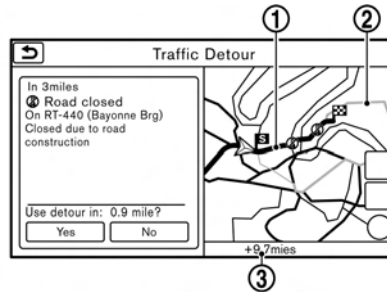 ① ②
Traffic Detour
In 3miles
Road closed
On RT-440 (Bayonne Brg)
Closed due to road
construction
S
Use detour in: 0.9 mile?
Yes No
+9.7mies
③